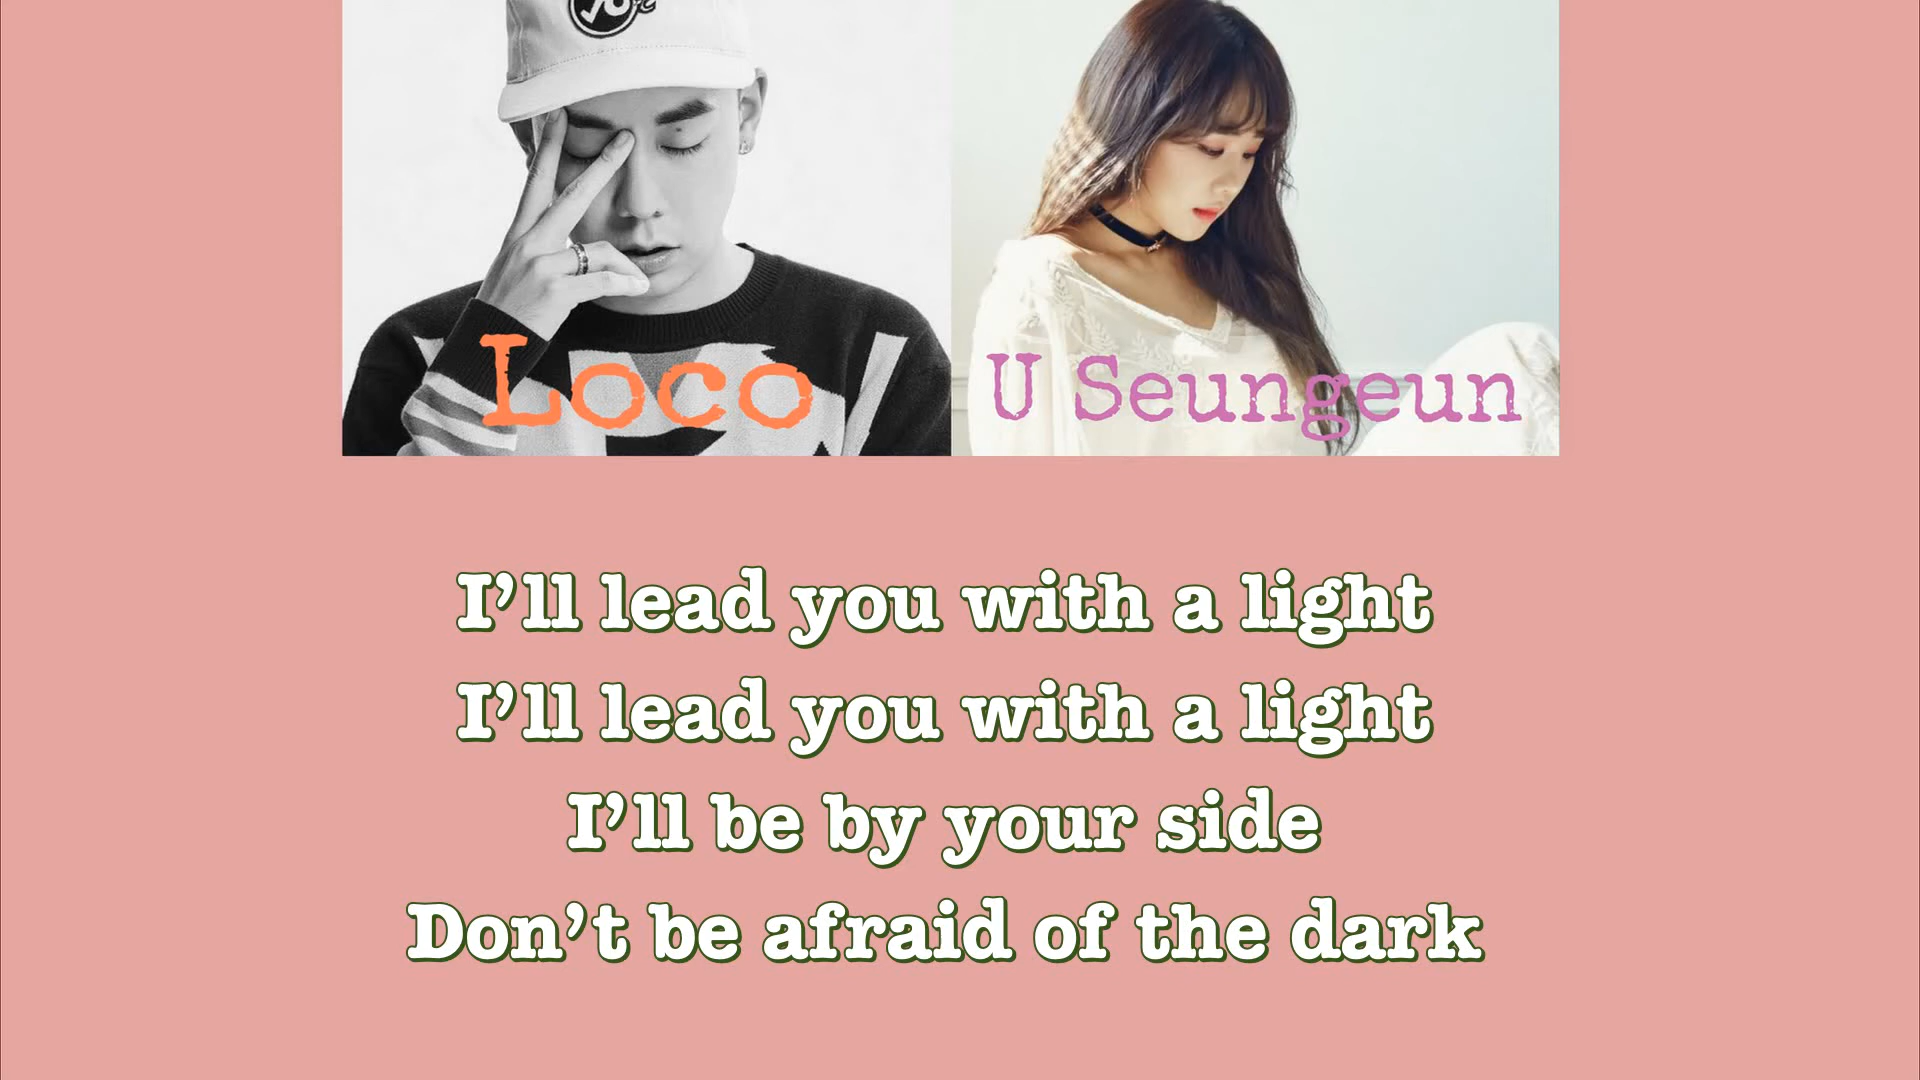 Loco
U Seungeun
I’ll lead you with a light
I’ll lead you with a light
I’ll be by your side
Don’t be afraid of the dark